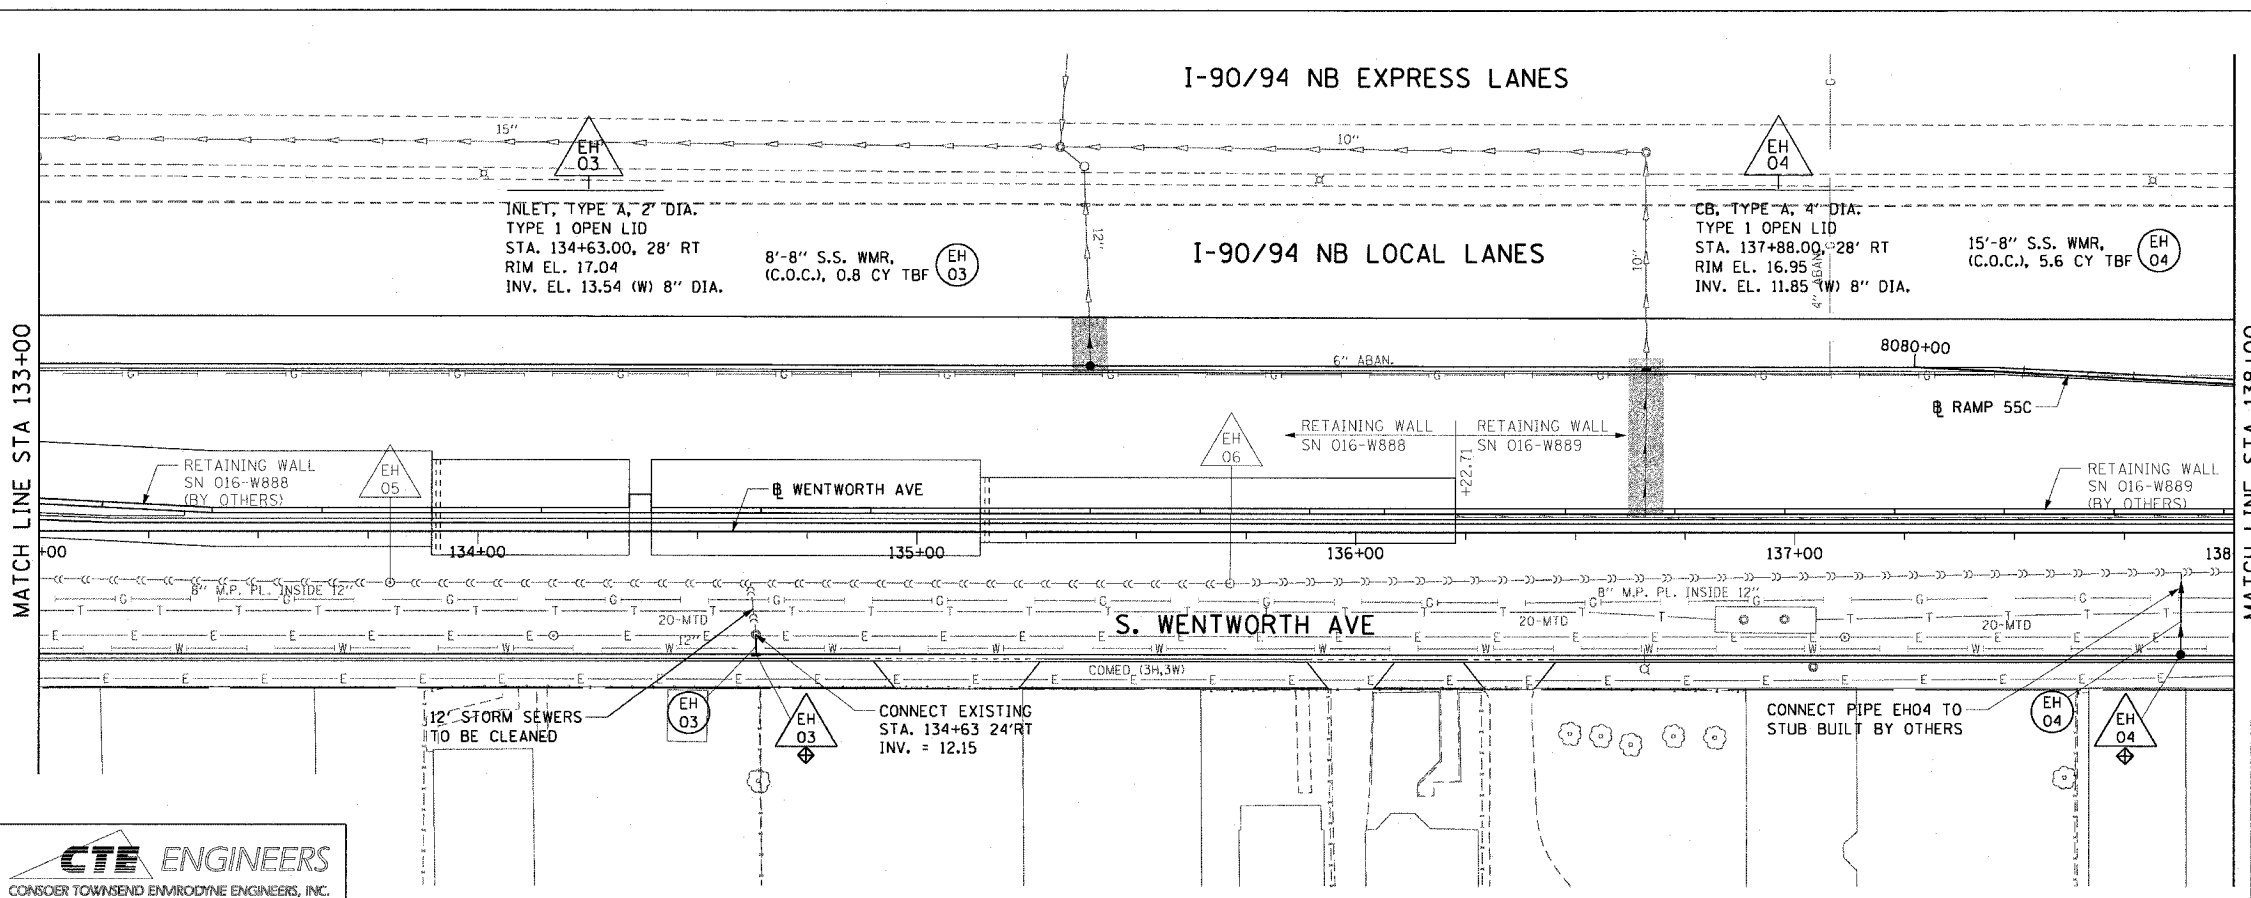 I-90/94 NB EXPRESS LANES
15"
10"
EH
03
EH
04
G
INLET, TYPE A, 2' DIA.
TYPE 1 OPEN LID
STA. 134+63.00, 28' RT
RIM EL. 17.04
INV. EL. 13.54 (W) 8" DIA.
8'-8" S.S. WMR,
(C.O.C.), 0.8 CY TBF
EH
03
12"
I-90/94 NB LOCAL LANES
10"
CB, TYPE A, 4' DIA.
TYPE 1 OPEN LID
STA. 137+88.00, 28' RT
RIM EL. 16.95
INV. EL. 11.85 (W) 8" DIA.
4" ABAN.
15'-8" S.S. WMR,
(C.O.C.), 5.6 CY TBF
EH
04
MATCH LINE STA 133+00
MATCH LINE STA 138+00
6" ABAN.
8080+00
℄ RAMP 55C
G G G G G G G G G G G G
RETAINING WALL
SN 016-W888
(BY OTHERS)
EH
05
℄ WENTWORTH AVE
EH
06
RETAINING WALL
SN 016-W888
RETAINING WALL
SN 016-W889
+22.71
RETAINING WALL
SN 016-W889
(BY OTHERS)
+00
134+00
135+00
136+00
137+00
138
8" M.P. PL. INSIDE 12"
8" M.P. PL. INSIDE 12"
20-MTD
12"
S. WENTWORTH AVE
20-MTD
20-MTD
COMED (3H,3W)
12" STORM SEWERS
TO BE CLEANED
EH
03
EH
03
CONNECT EXISTING
STA. 134+63 24'RT
INV. = 12.15
CONNECT PIPE EH04 TO
STUB BUILT BY OTHERS
EH
04
EH
04
CTE ENGINEERS
CONSOER TOWNSEND ENVIRODYNE ENGINEERS, INC.